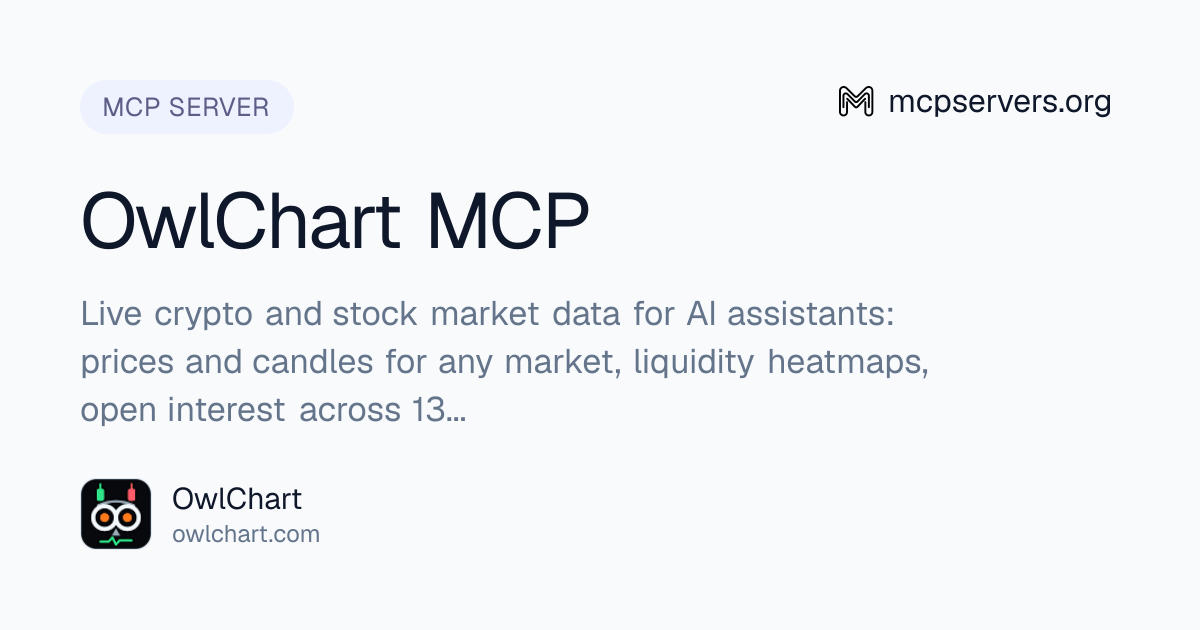 MCP SERVER
mcpservers.org
OwlChart MCP
Live crypto and stock market data for AI assistants:
prices and candles for any market, liquidity heatmaps,
open interest across 13...
OwlChart
owlchart.com